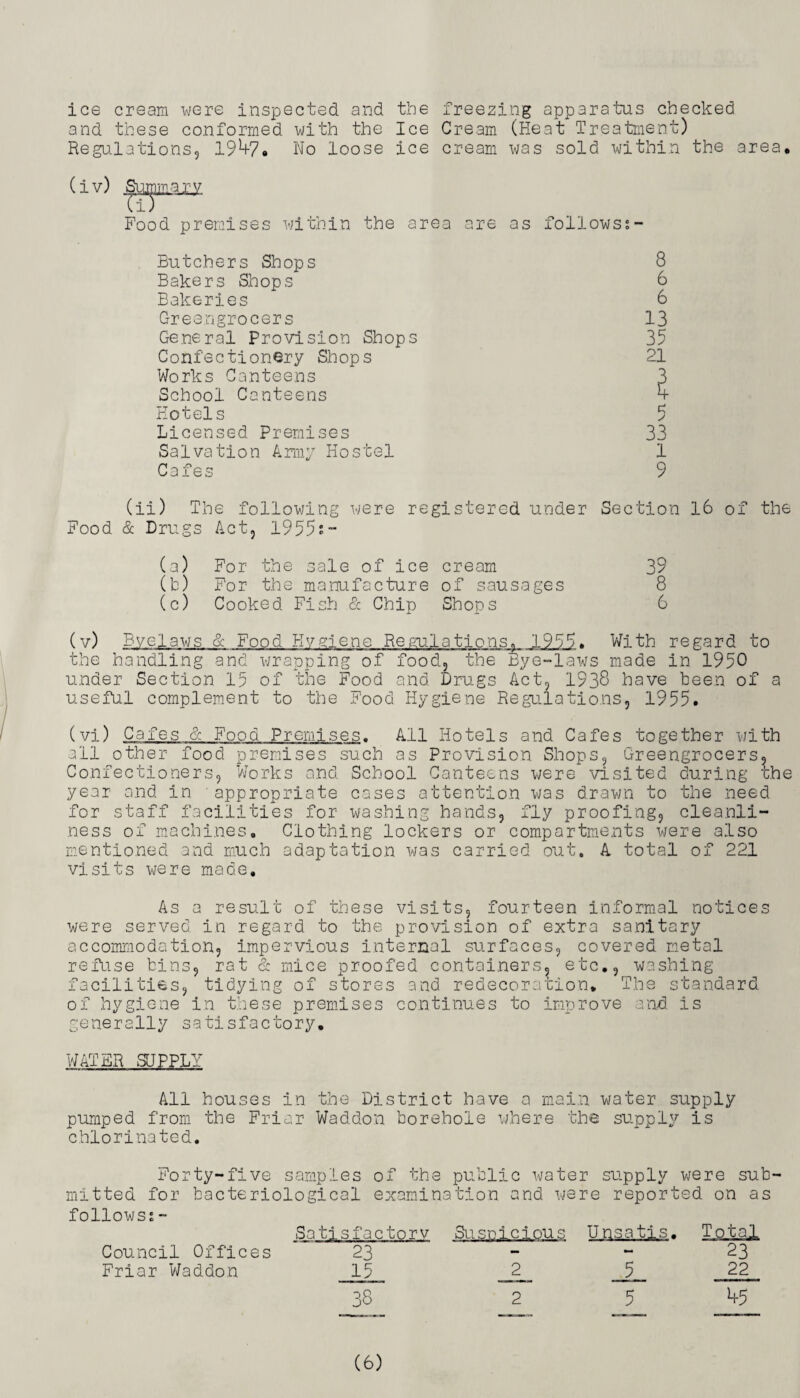 ice cream were inspected and the freezing apparatus checked
and these conformed with the Ice Cream (Heat Treatment)
Regulations, 1947. No loose ice cream was sold within the area.
(iv) Summary
(i)
Food premises within the area are as follows:-
Butchers Shops 8
Bakers Shops 6
Bakeries 6
Greengrocers 13
General Provision Shops 35
Confectionery Shops 21
Works Canteens 3
School Canteens 4
Hotels 5
Licensed Premises 33
Salvation Army Hostel 1
Cafes 9
(ii) The following were registered under Section 16 of the
Food & Drugs Act, 1955:-
(a) For the sale of ice cream 39
(b) For the manufacture of sausages 8
(c) Cooked Fish & Chip Shops 6
(v) Byelaws & Food Hygiene Regulations, 1955. With regard to
the handling and wrapping of food, the Bye-laws made in 1950
under Section 15 of the Food and Drugs Act, 1938 have been of a
useful complement to the Food Hygiene Regulations, 1955.
(vi) Cafes & Food Premises. All Hotels and Cafes together with
all other food premises such as Provision Shops, Greengrocers,
Confectioners, Works and School Canteens were visited during the
year and in appropriate cases attention was drawn to the need
for staff facilities for washing hands, fly proofing, cleanli-
ness of machines. Clothing lockers or compartments were also
mentioned and much adaptation was carried out. A total of 221
visits were made.
As a result of these visits, fourteen informal notices
were served in regard to the provision of extra sanitary
accommodation, impervious internal surfaces, covered metal
refuse bins, rat & mice proofed containers, etc., washing
facilities, tidying of stores and redecoration. The standard
of hygiene in these premises continues to improve and is
generally satisfactory.
WATER SUPPLY
All houses in the District have a main water supply
pumped from the Friar Waddon borehole where the supply is
chlorinated.
Forty-five samples of the public water supply were sub-
mitted for bacteriological examination and were reported on as
follows:-
Satisfactory Suspicious Unsatis. Total
Council Offices 23 - - 23
Friar Waddon 15 2 5 22
38 2 5 45
(6)